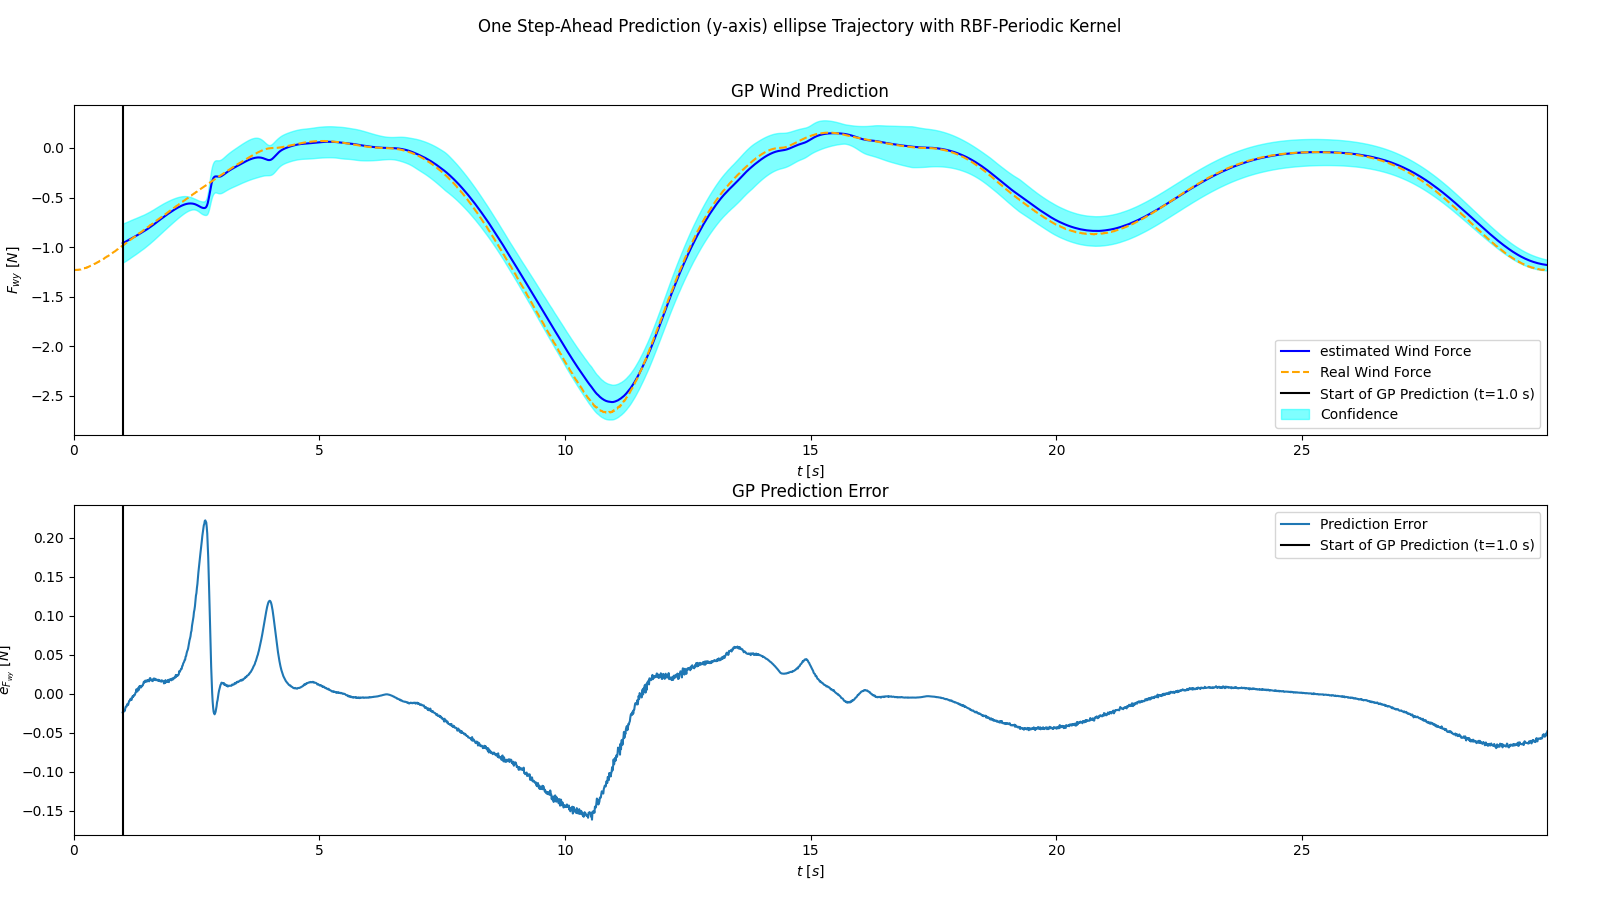 One Step-Ahead Prediction (y-axis) ellipse Trajectory with RBF-Periodic Kernel
GP Wind Prediction
0.0
−0.5
−1.0
−1.5
−2.0
−2.5
F_wy [N]
estimated Wind Force
Real Wind Force
Start of GP Prediction (t=1.0 s)
Confidence
0 5 10 15 20 25
t [s]
GP Prediction Error
0.20
0.15
0.10
0.05
0.00
−0.05
−0.10
−0.15
e_F_wy [N]
Prediction Error
Start of GP Prediction (t=1.0 s)
0 5 10 15 20 25
t [s]